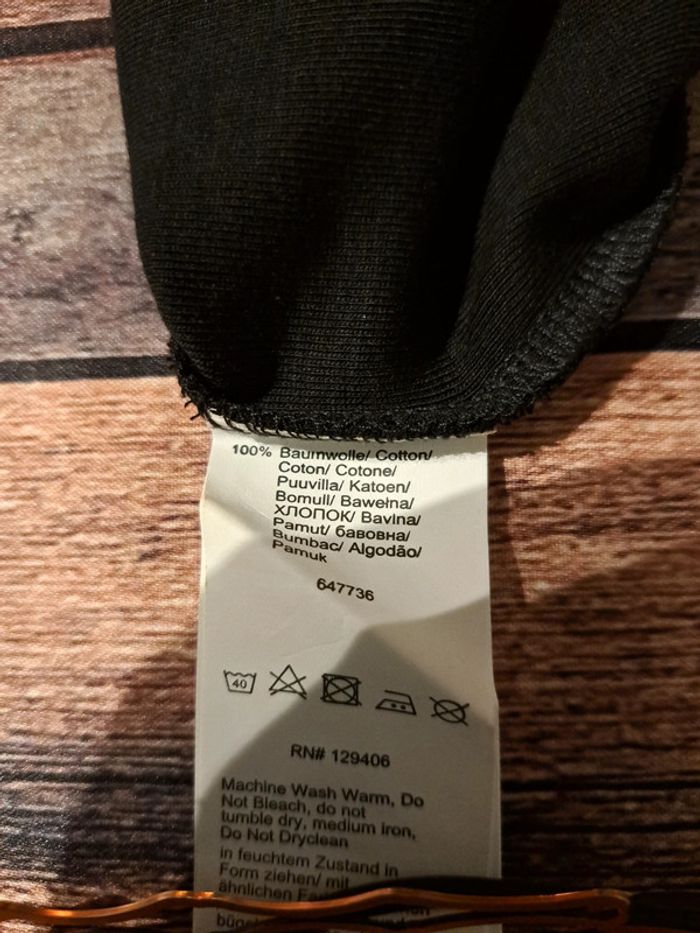 100% Baumwolle/ Cotton/
Coton/ Cotone/
Puuvilla/ Katoen/
Bomull/ Bawełna/
ХЛОПОК/ Bavlna/
Pamut/ бавовна/
Bumbac/ Algodão/
Pamuk
647736
40
RN# 129406
Machine Wash Warm, Do
Not Bleach, do not
tumble dry, medium iron,
Do Not Dryclean
in feuchtem Zustand in
Form ziehen/ mit
ähnlichen